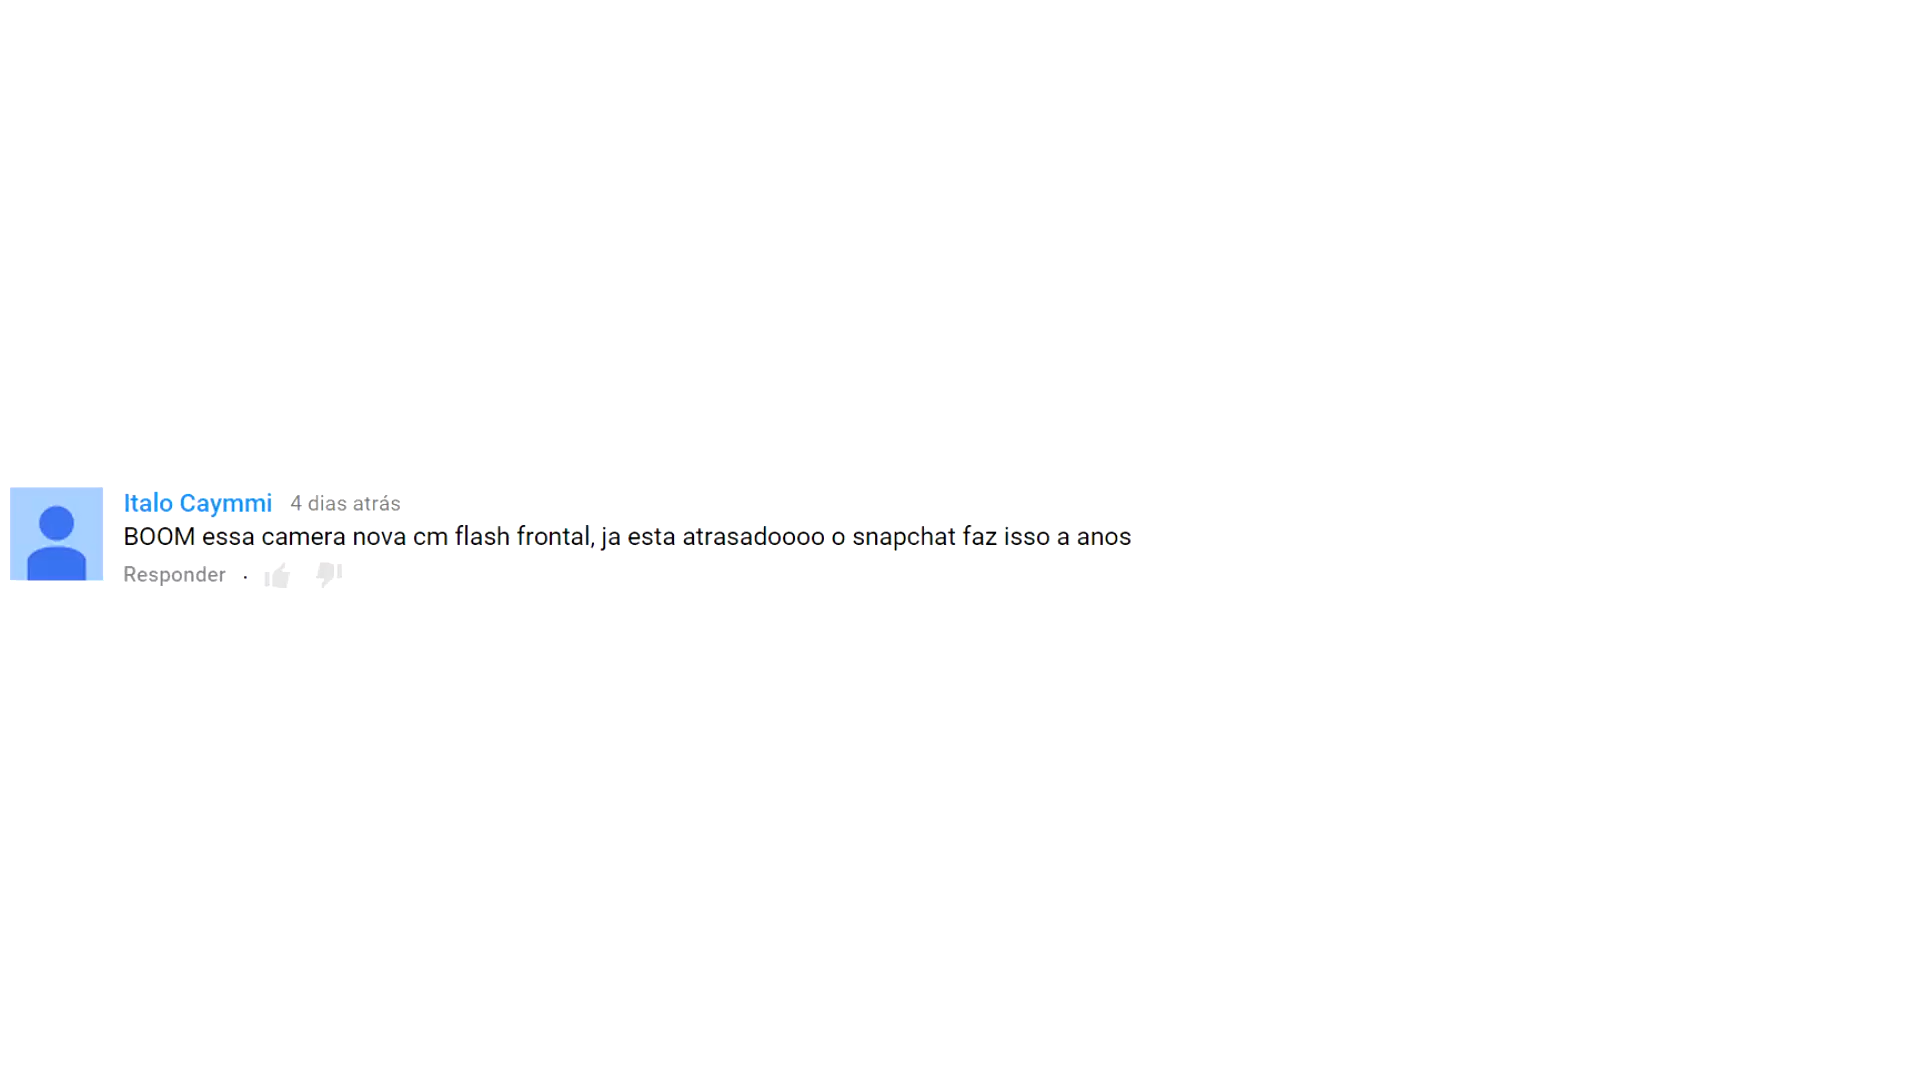 Italo Caymmi 4 dias atrás
BOOM essa camera nova cm flash frontal, ja esta atrasadoooo o snapchat faz isso a anos
Responder ·